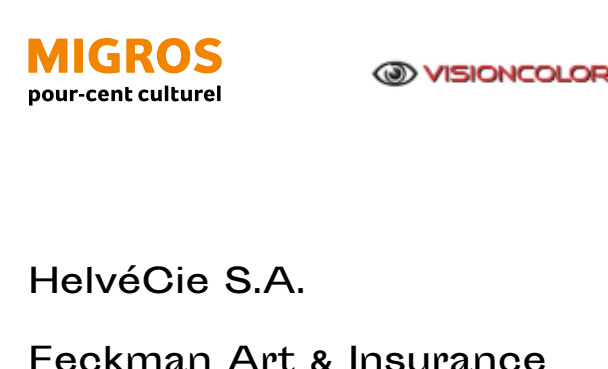 MIGROS
pour-cent culturel
VISIONCOLOR
HelvéCie S.A.
Feckman Art & Insurance